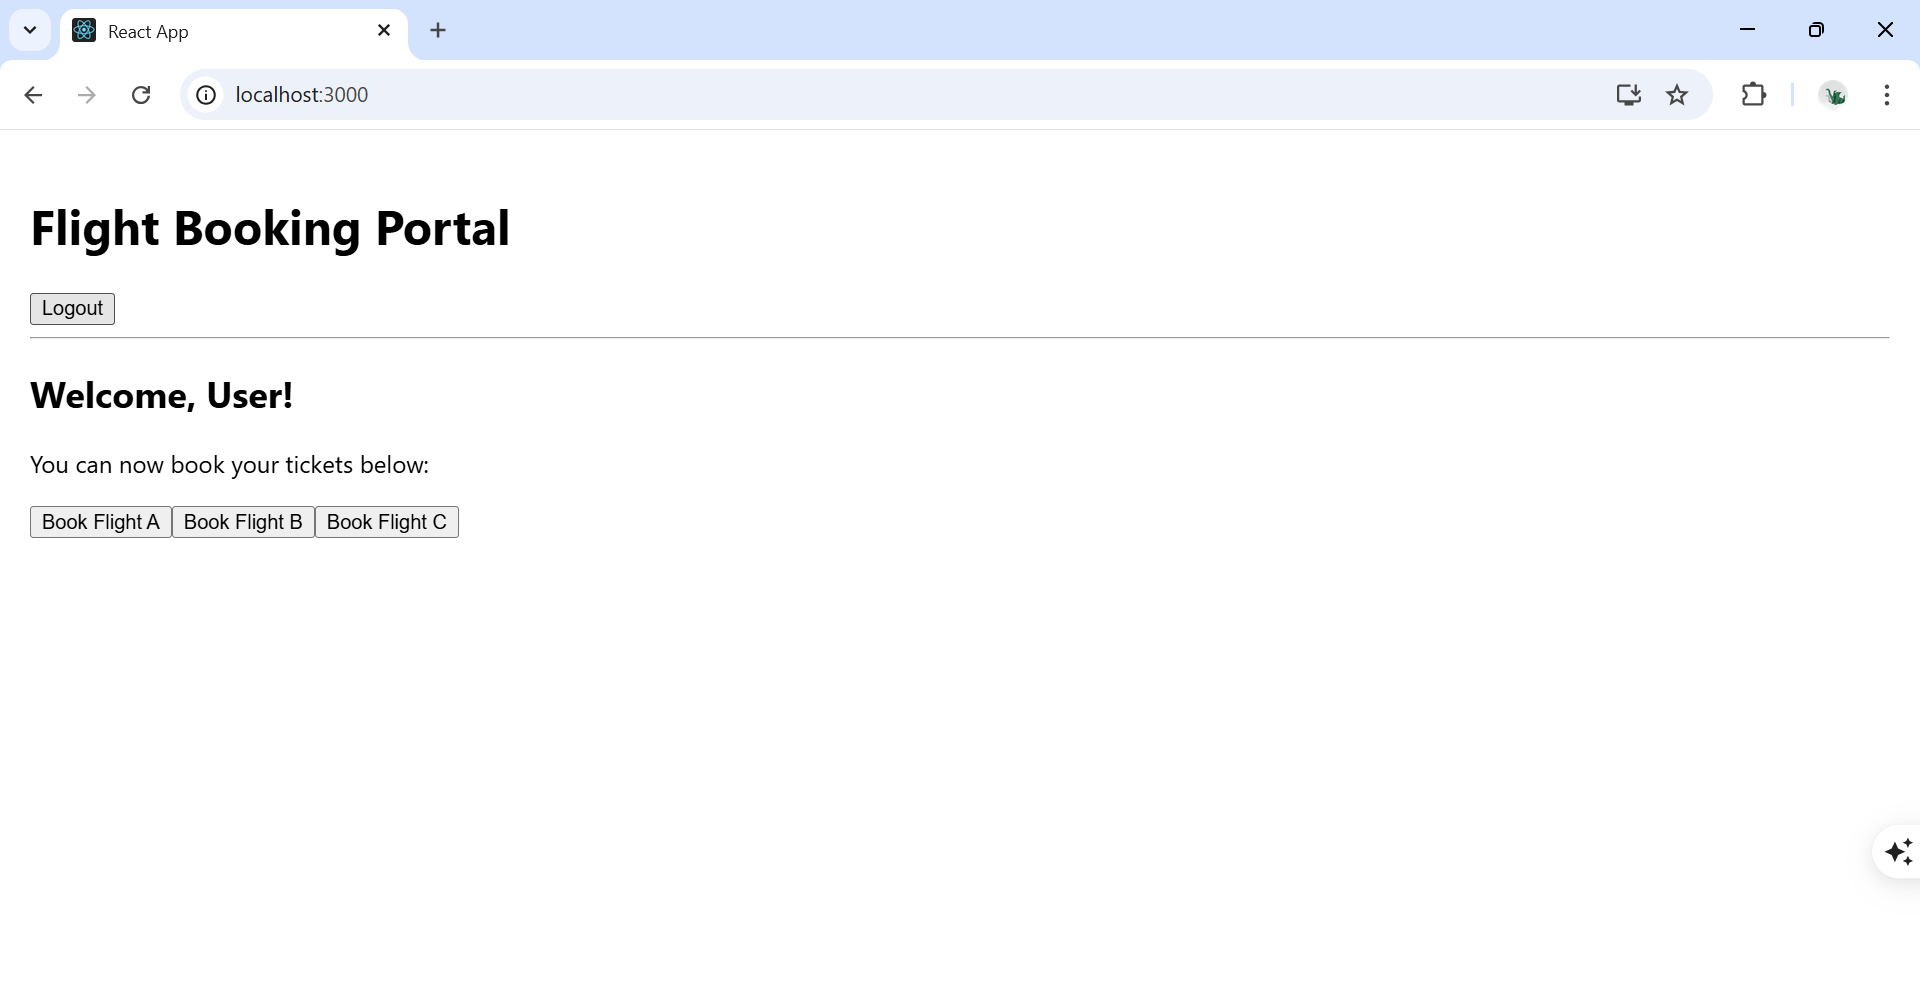 React App
localhost:3000
Flight Booking Portal
Logout
Welcome, User!
You can now book your tickets below:
Book Flight A Book Flight B Book Flight C